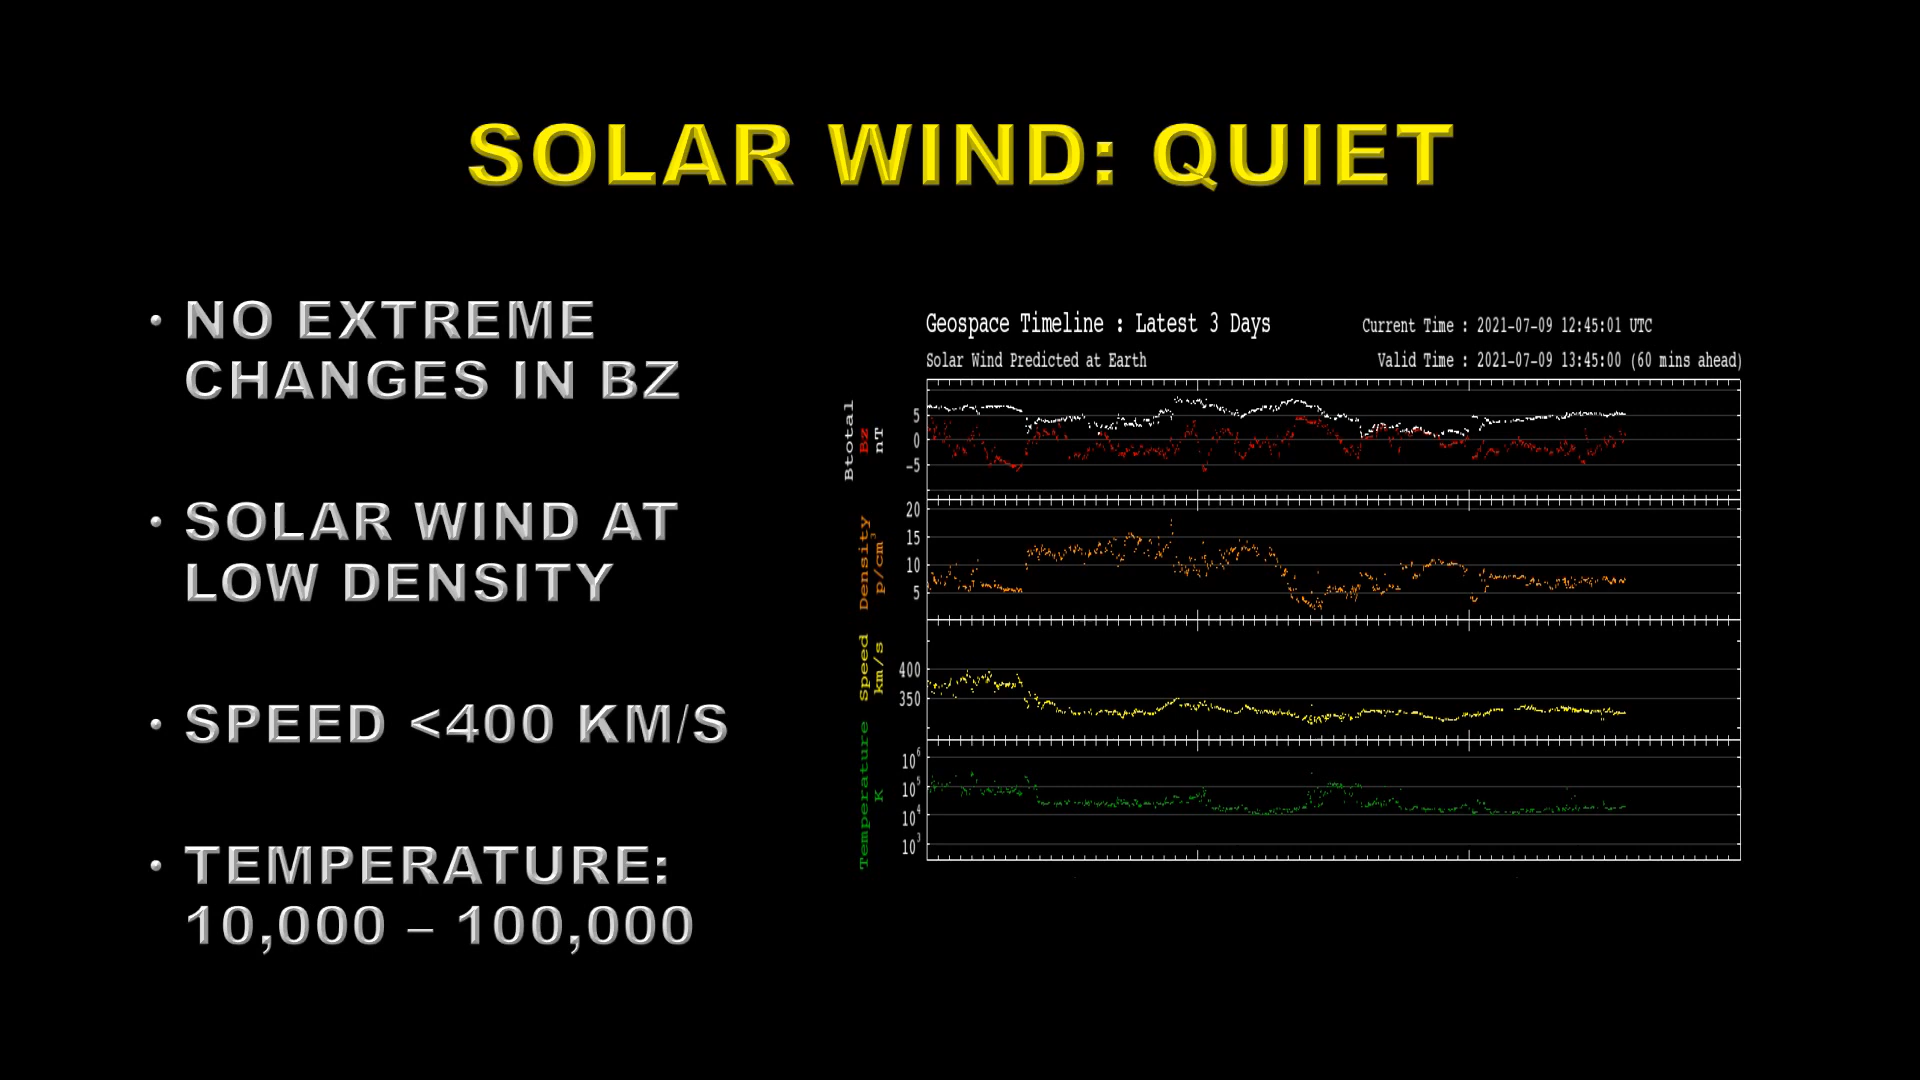 SOLAR WIND: QUIET
• NO EXTREME
CHANGES IN BZ
• SOLAR WIND AT
LOW DENSITY
• SPEED <400 KM/S
• TEMPERATURE:
10,000 – 100,000
Geospace Timeline : Latest 3 Days
Current Time : 2021-07-09 12:45:01 UTC
Solar Wind Predicted at Earth
Valid Time : 2021-07-09 13:45:00 (60 mins ahead)
Btotal
Bz
nT
5
0
-5
Density
p/cm³
20
15
10
5
Speed
km/s
400
350
Temperature
K
10⁶
10⁵
10⁴
10³